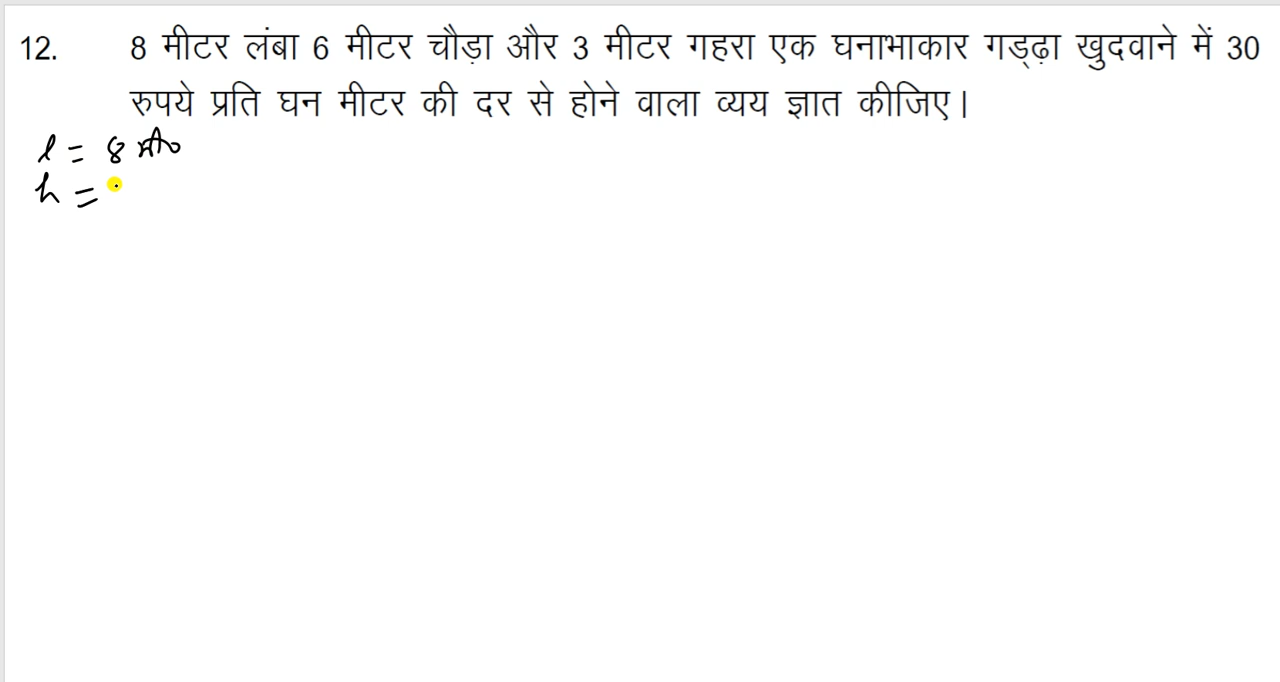 12. 8 मीटर लंबा 6 मीटर चौड़ा और 3 मीटर गहरा एक घनाभाकार गड्ढ़ा खुदवाने में 30
रुपये प्रति घन मीटर की दर से होने वाला व्यय ज्ञात कीजिए।
l = 8 मी०
h =